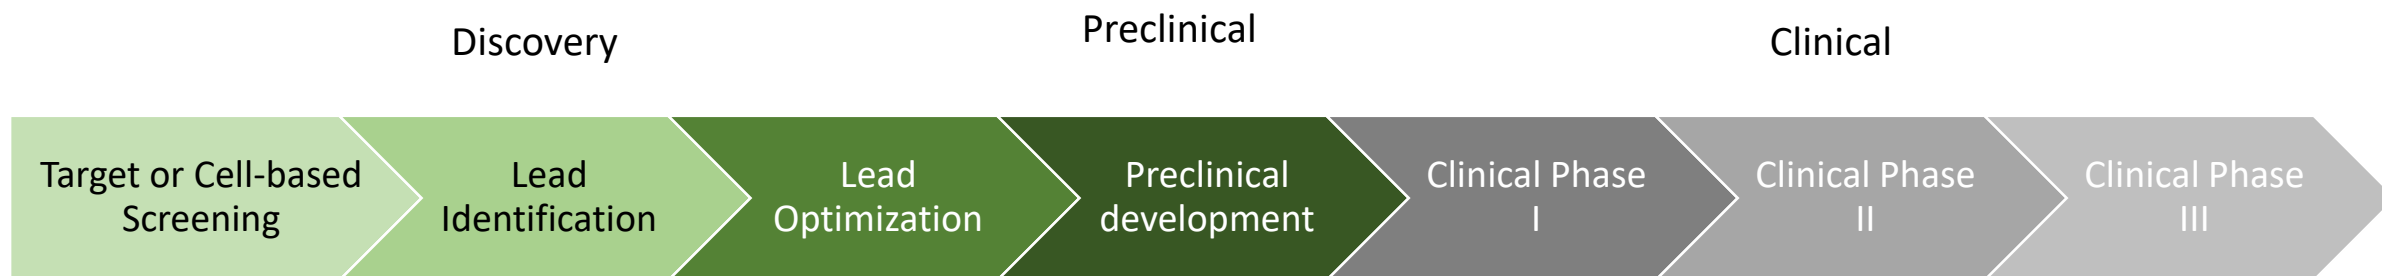 Discovery
Preclinical
Clinical
Target or Cell-based
Screening
Lead
Identification
Lead
Optimization
Preclinical
development
Clinical Phase
I
Clinical Phase
II
Clinical Phase
III